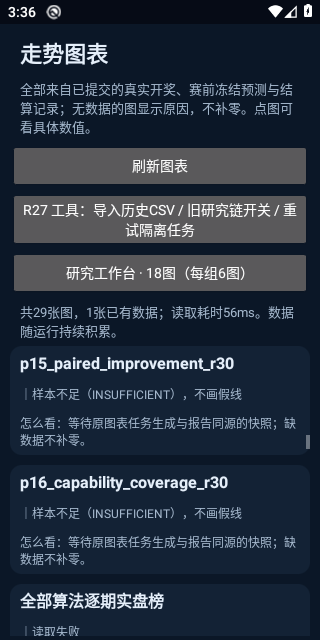 3:36
走势图表
全部来自已提交的真实开奖、赛前冻结预测与结
算记录；无数据的图显示原因，不补零。点图可
看具体数值。
刷新图表
R27 工具：导入历史CSV / 旧研究链开关 / 重
试隔离任务
研究工作台 · 18图（每组6图）
共29张图，1张已有数据；读取耗时56ms。数据
随运行持续积累。
p15_paired_improvement_r30
｜样本不足（INSUFFICIENT），不画假线
怎么看：等待原图表任务生成与报告同源的快照；缺
数据不补零。
p16_capability_coverage_r30
｜样本不足（INSUFFICIENT），不画假线
怎么看：等待原图表任务生成与报告同源的快照；缺
数据不补零。
全部算法逐期实盘榜
｜读取失败